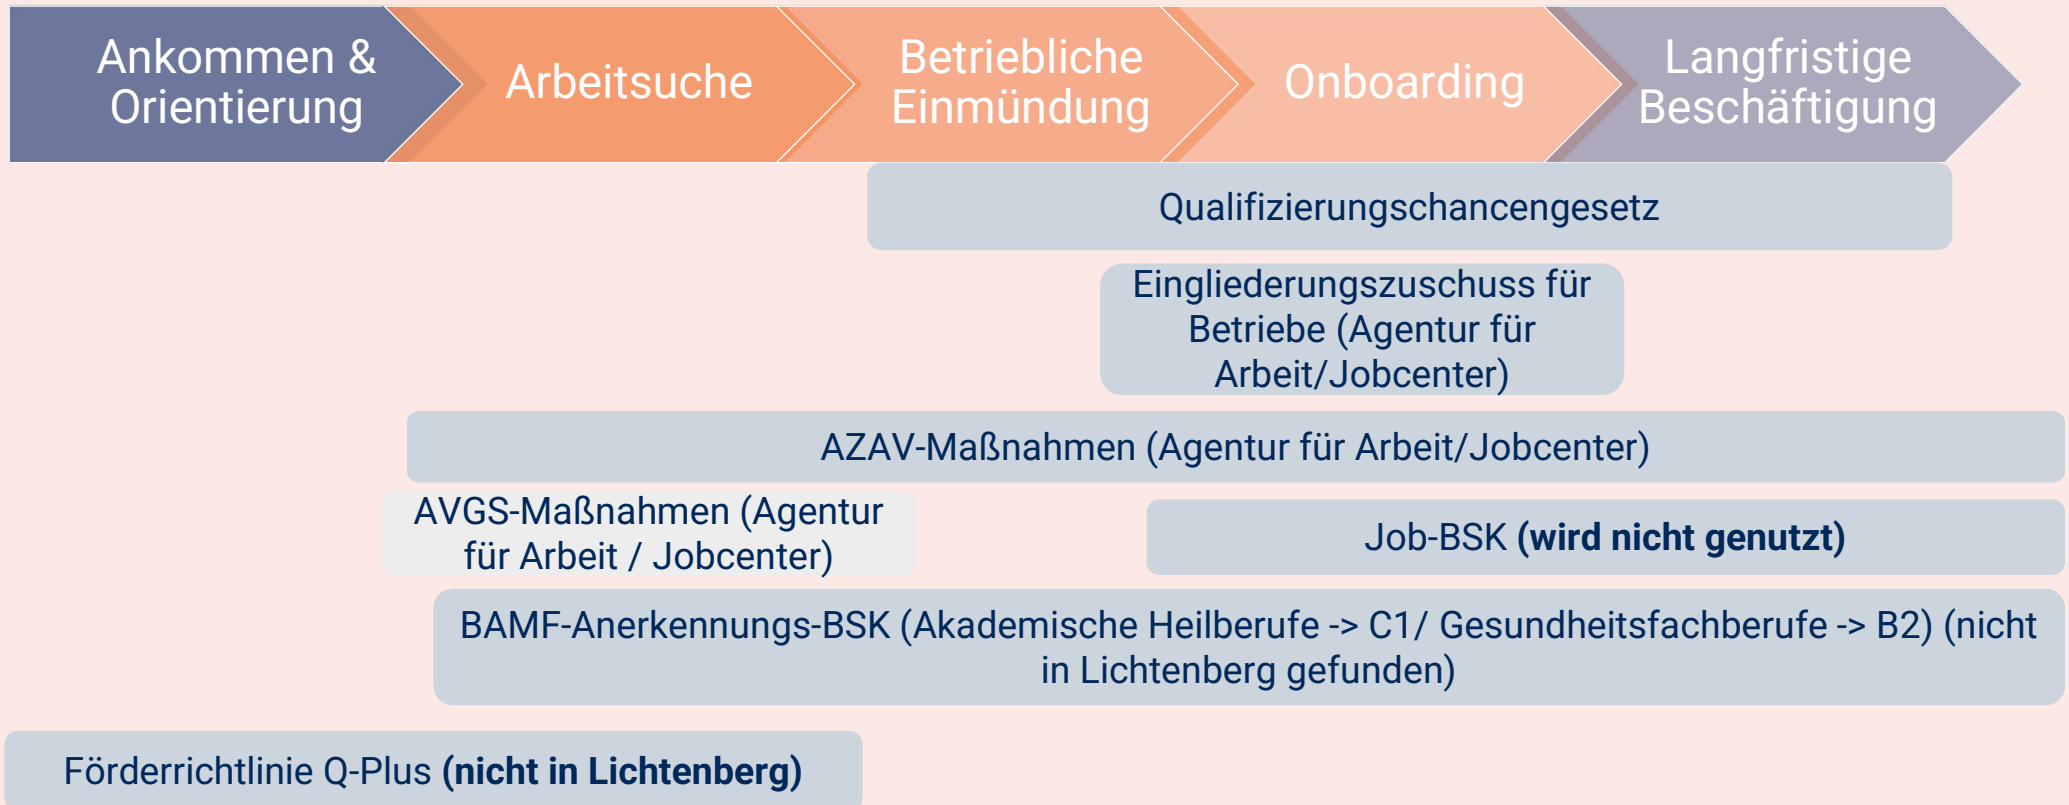 Ankommen &
Orientierung
Arbeitsuche
Betriebliche
Einmündung
Onboarding
Langfristige
Beschäftigung
Qualifizierungschancengesetz
Eingliederungszuschuss für
Betriebe (Agentur für
Arbeit/Jobcenter)
AZAV-Maßnahmen (Agentur für Arbeit/Jobcenter)
AVGS-Maßnahmen (Agentur
für Arbeit / Jobcenter)
Job-BSK (wird nicht genutzt)
BAMF-Anerkennungs-BSK (Akademische Heilberufe -> C1/ Gesundheitsfachberufe -> B2) (nicht
in Lichtenberg gefunden)
Förderrichtlinie Q-Plus (nicht in Lichtenberg)